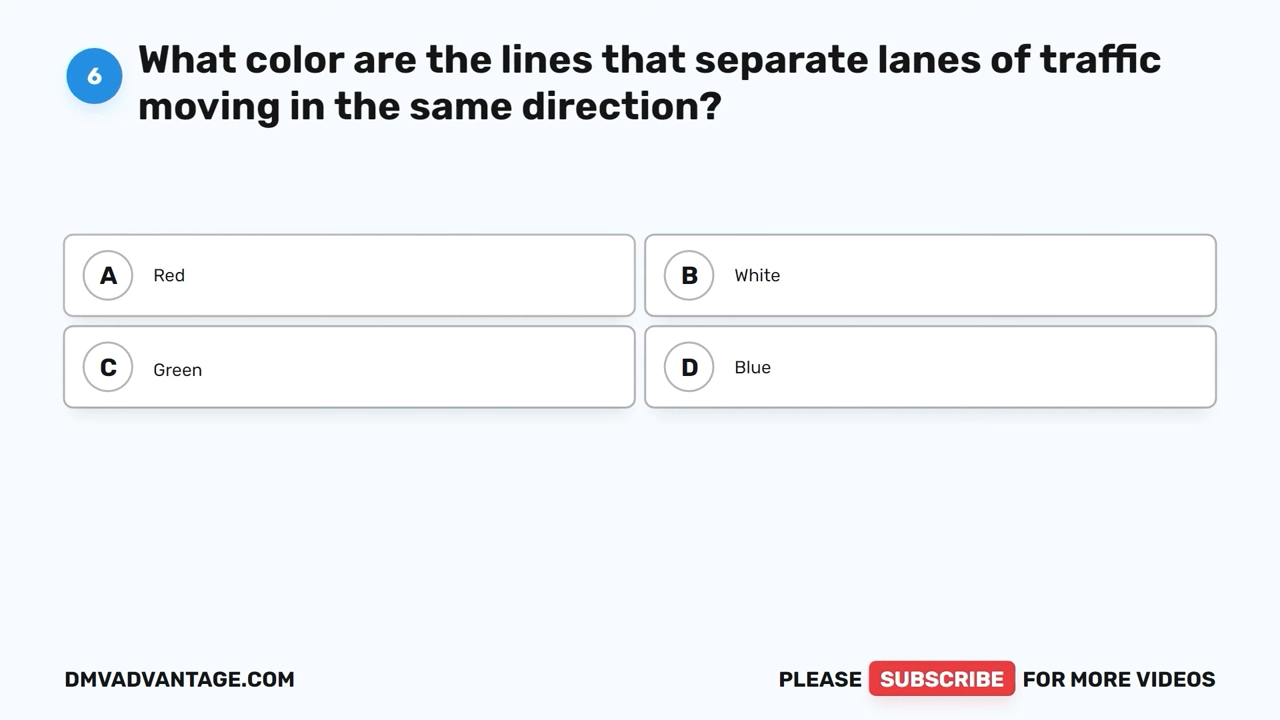 6
What color are the lines that separate lanes of traffic
moving in the same direction?
A Red
B White
C Green
D Blue
DMVADVANTAGE.COM
PLEASE SUBSCRIBE FOR MORE VIDEOS